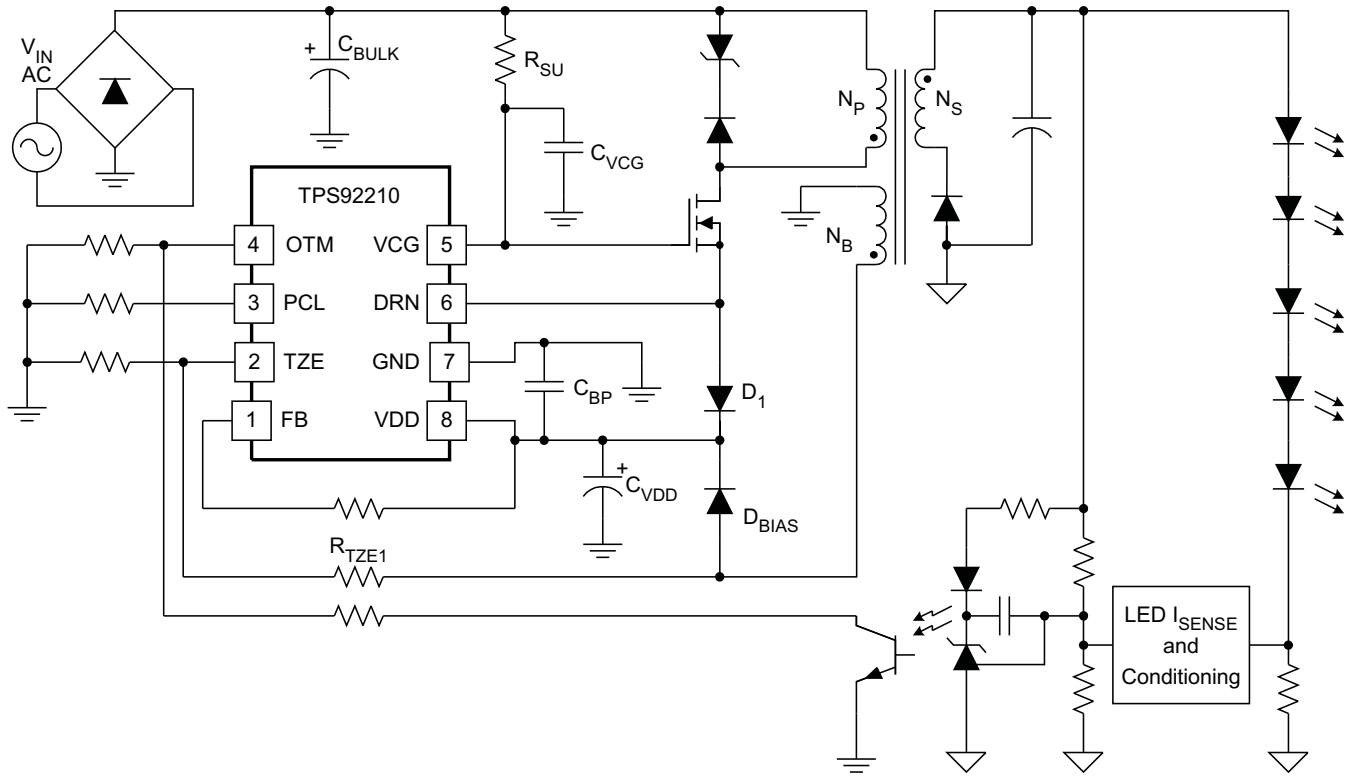 V_IN
AC
+
C_BULK
R_SU
C_VCG
N_P
N_S
N_B
TPS92210
4 OTM
VCG 5
3 PCL
DRN 6
2 TZE
GND 7
1 FB
VDD 8
C_BP
D_1
+
C_VDD
D_BIAS
R_TZE1
LED I_SENSE
and
Conditioning